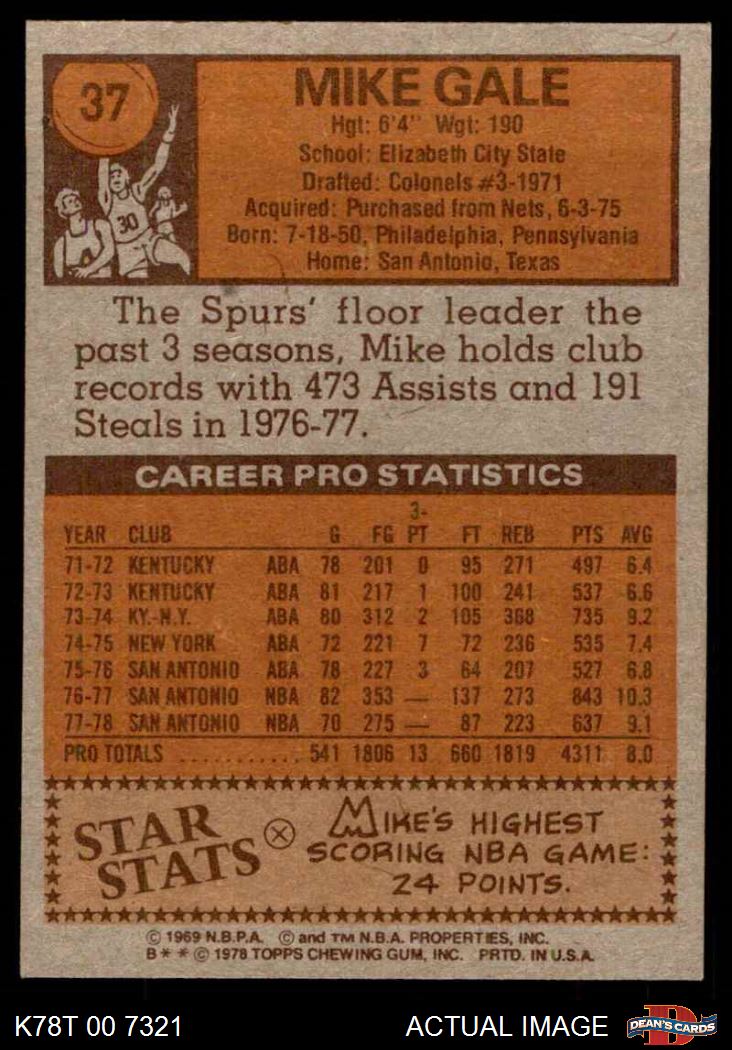 37
MIKE GALE
Hgt: 6'4" Wgt: 190
School: Elizabeth City State
Drafted: Colonels #3-1971
Acquired: Purchased from Nets, 6-3-75
Born: 7-18-50, Philadelphia, Pennsylvania
Home: San Antonio, Texas
30
The Spurs' floor leader the
past 3 seasons, Mike holds club
records with 473 Assists and 191
Steals in 1976-77.
CAREER PRO STATISTICS
YEAR CLUB G FG 3-PT FT REB PTS AVG
71-72 KENTUCKY ABA 78 201 0 95 271 497 6.4
72-73 KENTUCKY ABA 81 217 1 100 241 537 6.6
73-74 KY.-N.Y. ABA 80 312 2 105 368 735 9.2
74-75 NEW YORK ABA 72 221 7 72 236 535 7.4
75-76 SAN ANTONIO ABA 78 227 3 64 207 527 6.8
76-77 SAN ANTONIO NBA 82 353 — 137 273 843 10.3
77-78 SAN ANTONIO NBA 70 275 — 87 223 637 9.1
PRO TOTALS ............ 541 1806 13 660 1819 4311 8.0
STAR
STATS
MIKE'S HIGHEST
SCORING NBA GAME:
24 POINTS.
© 1969 N.B.P.A. © and TM N.B.A. PROPERTIES, INC.
B * * © 1978 TOPPS CHEWING GUM, INC. PRTD. IN U.S.A.
K78T 00 7321
ACTUAL IMAGE
D
DEAN'S CARDS